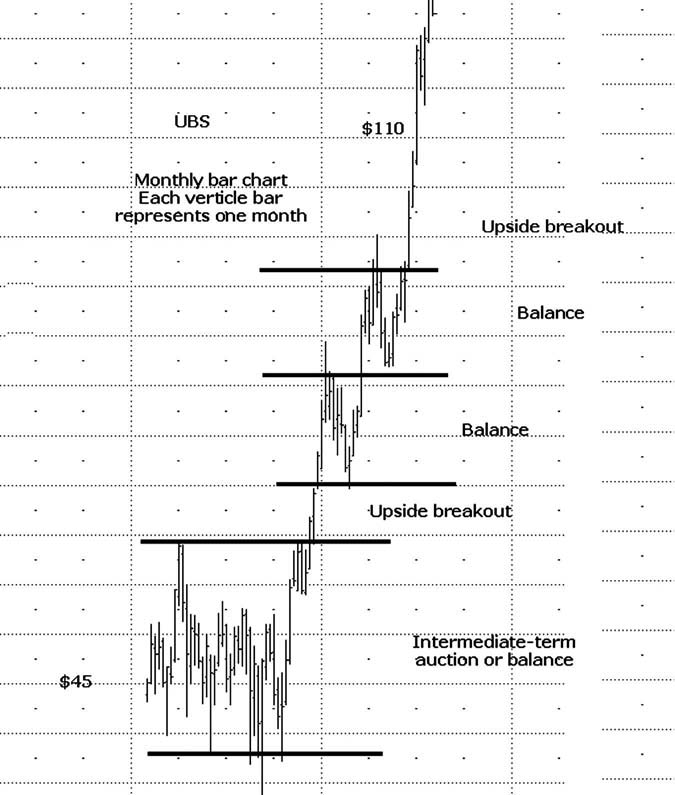 UBS
$110
Monthly bar chart
Each verticle bar
represents one month
Upside breakout
Balance
Balance
Upside breakout
Intermediate-term
auction or balance
$45